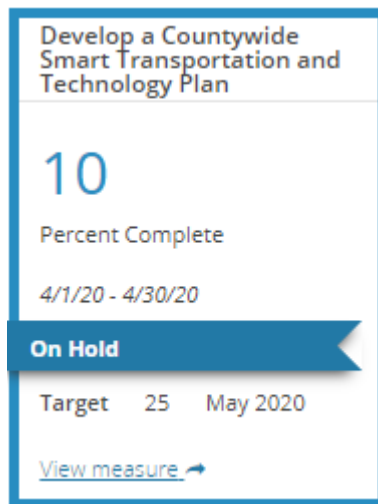 Develop a Countywide
Smart Transportation and
Technology Plan
10
Percent Complete
4/1/20 - 4/30/20
On Hold
Target 25 May 2020
View measure